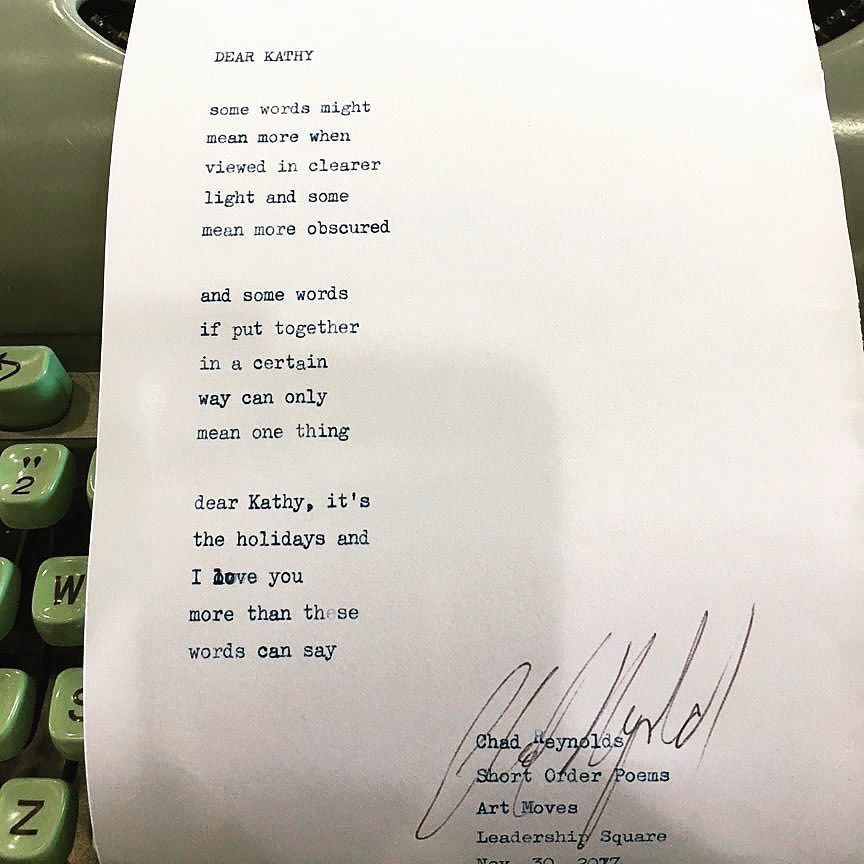 DEAR KATHY
some words might
mean more when
viewed in clearer
light and some
mean more obscured
and some words
if put together
in a certain
way can only
mean one thing
dear Kathy, it's
the holidays and
I love you
more than these
words can say
Chad Reynolds
Short Order Poems
Art Moves
Leadership Square
Nov. 30, 2017
"
2
W
S
Z